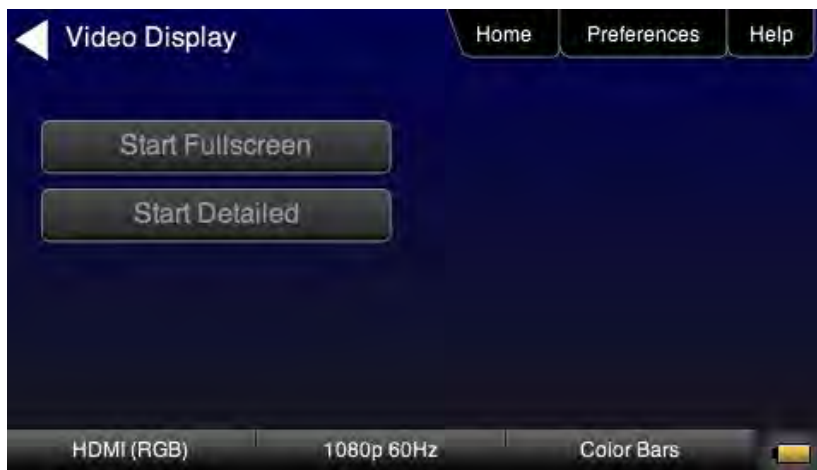 Video Display
Home
Preferences
Help
Start Fullscreen
Start Detailed
HDMI (RGB)
1080p 60Hz
Color Bars